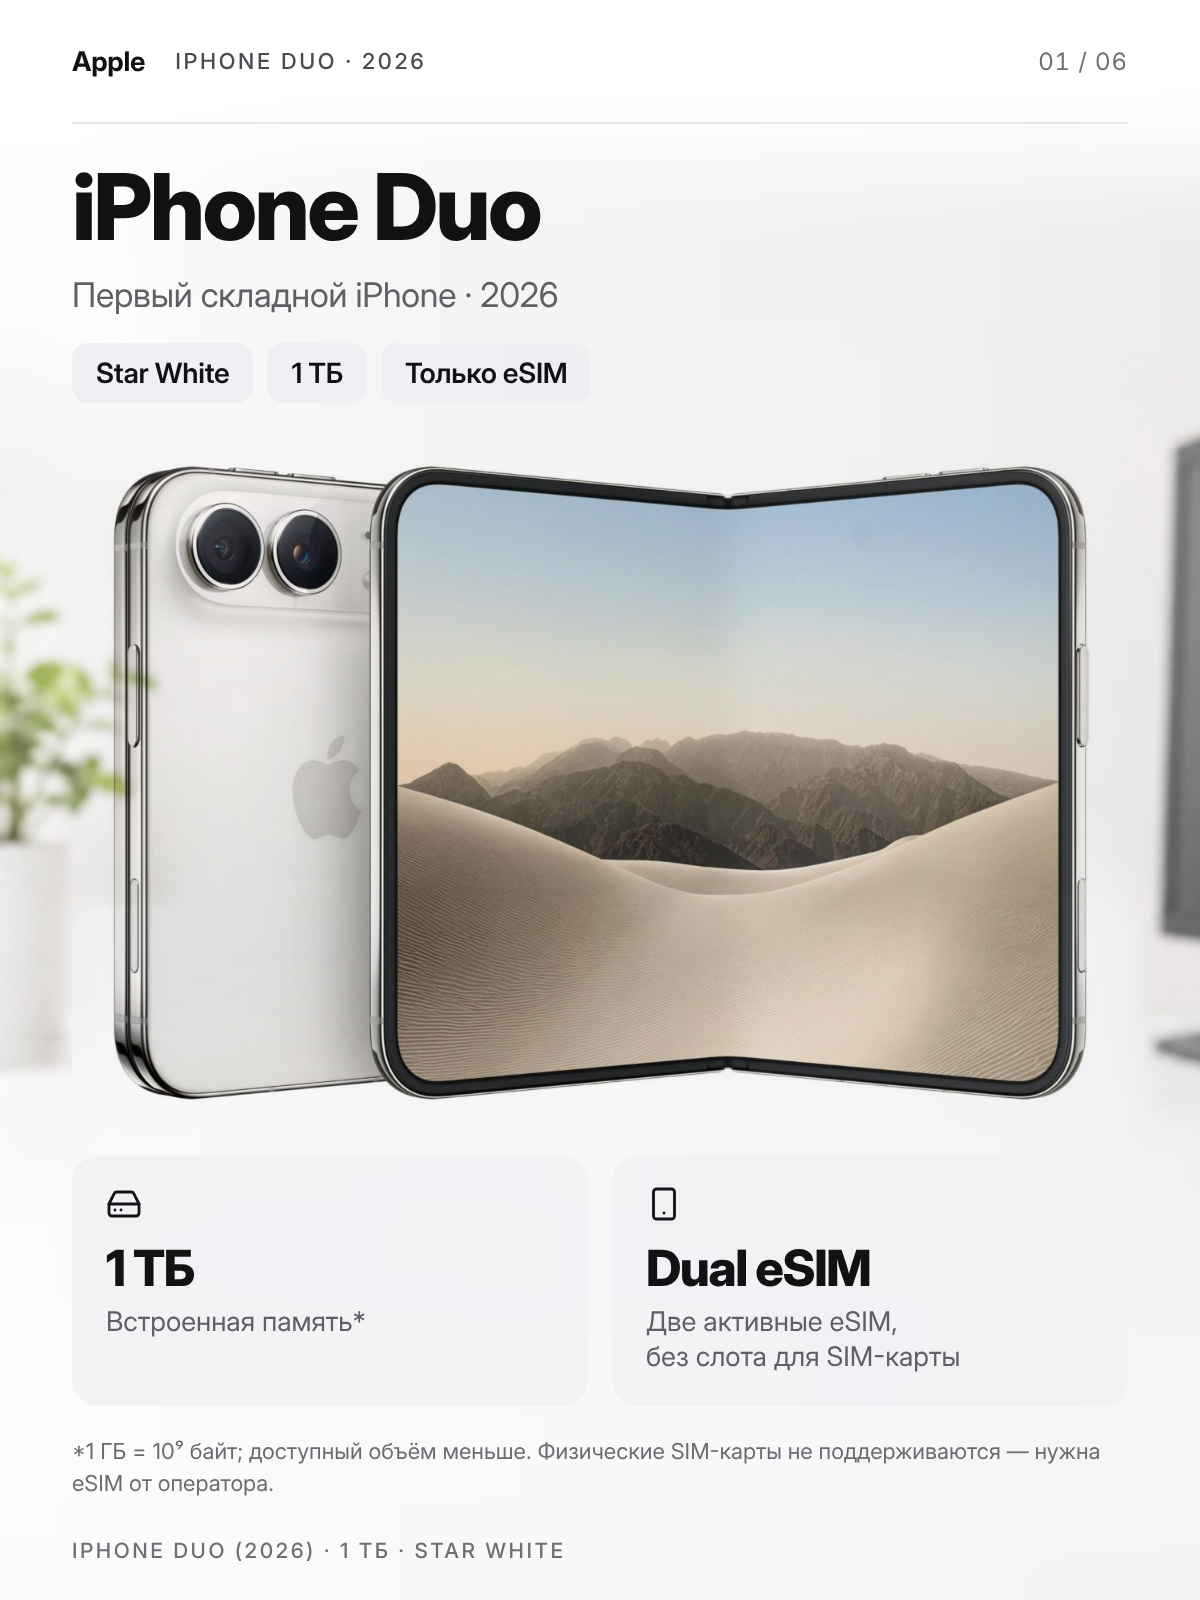 Apple IPHONE DUO · 2026 01 / 06
iPhone Duo
Первый складной iPhone · 2026
Star White 1 ТБ Только eSIM
1 ТБ
Встроенная память*
Dual eSIM
Две активные eSIM,
без слота для SIM-карты
*1 ГБ = 10⁹ байт; доступный объём меньше. Физические SIM-карты не поддерживаются — нужна
eSIM от оператора.
IPHONE DUO (2026) · 1 ТБ · STAR WHITE